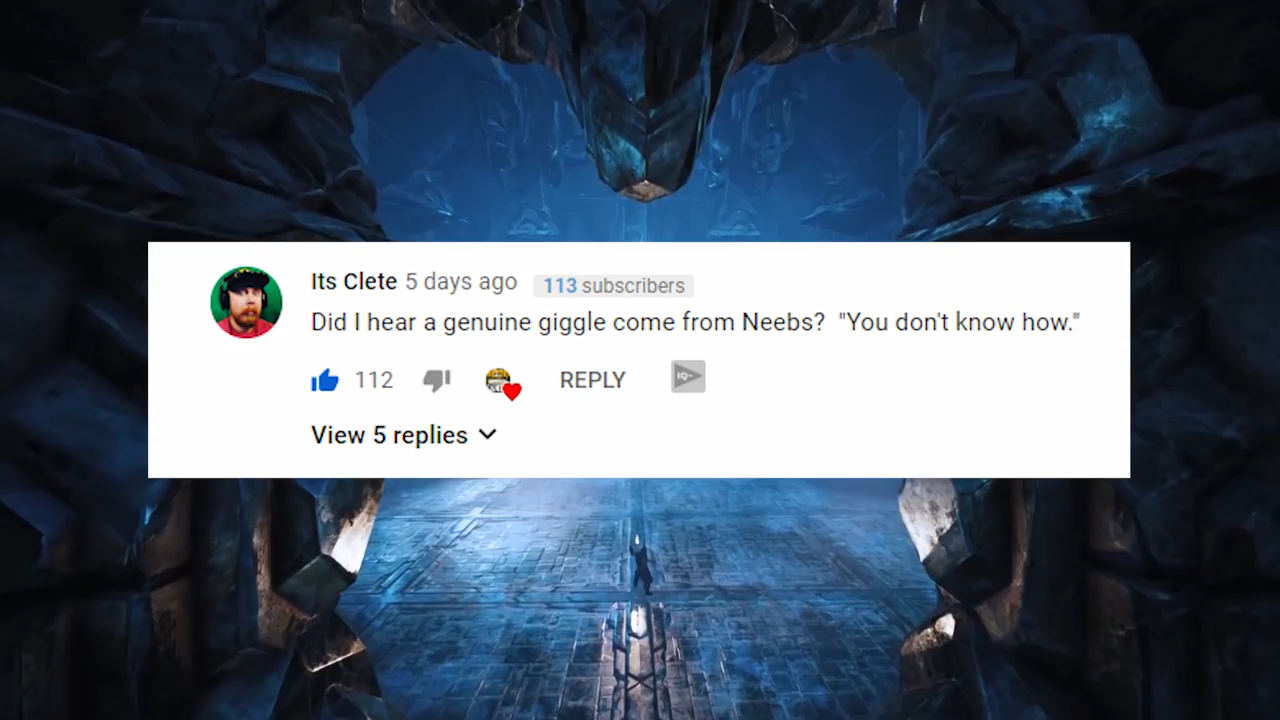 Its Clete 5 days ago 113 subscribers
Did I hear a genuine giggle come from Neebs?  "You don't know how."
112 REPLY IQ
View 5 replies